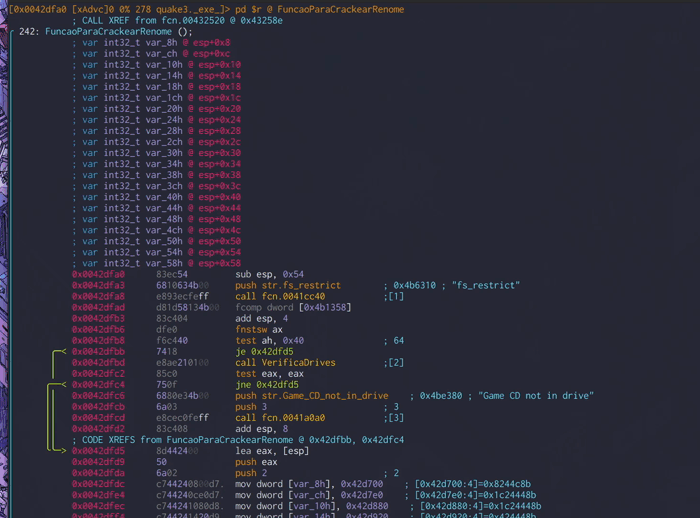 [0x0042dfa0 [xAdvc]0 0% 278 quake3._exe_]> pd $r @ FuncaoParaCrackearRenome
; CALL XREF from fcn.00432520 @ 0x43258e
242: FuncaoParaCrackearRenome ();
; var int32_t var_8h @ esp+0x8
; var int32_t var_ch @ esp+0xc
; var int32_t var_10h @ esp+0x10
; var int32_t var_14h @ esp+0x14
; var int32_t var_18h @ esp+0x18
; var int32_t var_1ch @ esp+0x1c
; var int32_t var_20h @ esp+0x20
; var int32_t var_24h @ esp+0x24
; var int32_t var_28h @ esp+0x28
; var int32_t var_2ch @ esp+0x2c
; var int32_t var_30h @ esp+0x30
; var int32_t var_34h @ esp+0x34
; var int32_t var_38h @ esp+0x38
; var int32_t var_3ch @ esp+0x3c
; var int32_t var_40h @ esp+0x40
; var int32_t var_44h @ esp+0x44
; var int32_t var_48h @ esp+0x48
; var int32_t var_4ch @ esp+0x4c
; var int32_t var_50h @ esp+0x50
; var int32_t var_54h @ esp+0x54
; var int32_t var_58h @ esp+0x58
0x0042dfa0 83ec54 sub esp, 0x54
0x0042dfa3 6810634b00 push str.fs_restrict ; 0x4b6310 ; "fs_restrict"
0x0042dfa8 e893ecfeff call fcn.0041cc40 ;[1]
0x0042dfad d81d58134b00 fcomp dword [0x4b1358]
0x0042dfb3 83c404 add esp, 4
0x0042dfb6 dfe0 fnstsw ax
0x0042dfb8 f6c440 test ah, 0x40 ; 64
0x0042dfbb 7418 je 0x42dfd5
0x0042dfbd e8ae210100 call VerificaDrives ;[2]
0x0042dfc2 85c0 test eax, eax
0x0042dfc4 750f jne 0x42dfd5
0x0042dfc6 6880e34b00 push str.Game_CD_not_in_drive ; 0x4be380 ; "Game CD not in drive"
0x0042dfcb 6a03 push 3 ; 3
0x0042dfcd e8cec0feff call fcn.0041a0a0 ;[3]
0x0042dfd2 83c408 add esp, 8
; CODE XREFS from FuncaoParaCrackearRenome @ 0x42dfbb, 0x42dfc4
0x0042dfd5 8d442400 lea eax, [esp]
0x0042dfd9 50 push eax
0x0042dfda 6a02 push 2 ; 2
0x0042dfdc c744240800d7. mov dword [var_8h], 0x42d700 ; [0x42d700:4]=0x8244c8b
0x0042dfe4 c744240ce0d7. mov dword [var_ch], 0x42d7e0 ; [0x42d7e0:4]=0x1c24448b
0x0042dfec c744241080d8. mov dword [var_10h], 0x42d880 ; [0x42d880:4]=0x1c24448b